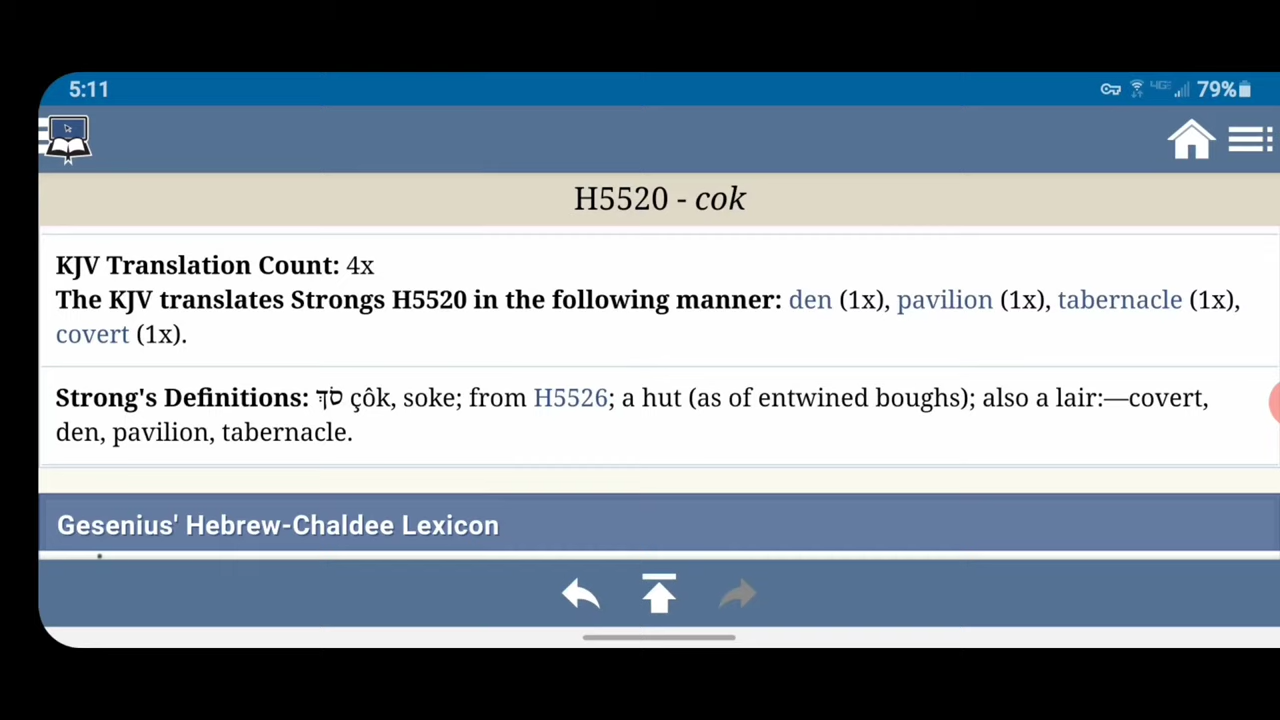 5:11
4GE 79%
H5520 - cok
KJV Translation Count: 4x
The KJV translates Strongs H5520 in the following manner: den (1x), pavilion (1x), tabernacle (1x),
covert (1x).
Strong's Definitions: סֹךְ çôk, soke; from H5526; a hut (as of entwined boughs); also a lair:—covert,
den, pavilion, tabernacle.
Gesenius' Hebrew-Chaldee Lexicon